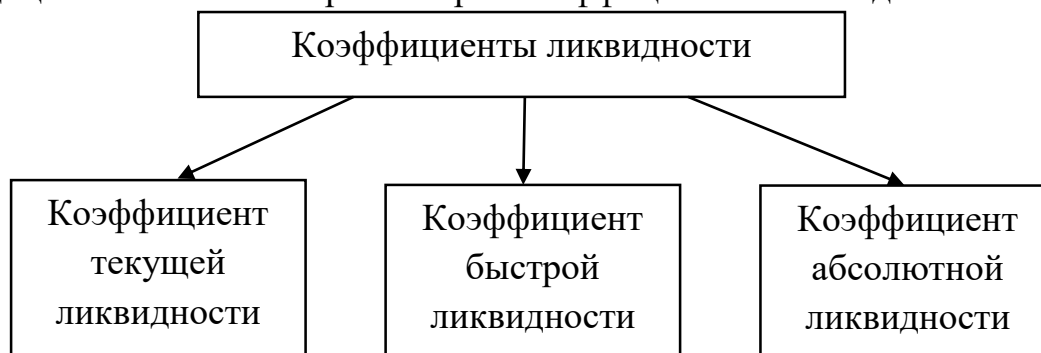 Коэффициенты ликвидности
Коэффициент
текущей
ликвидности
Коэффициент
быстрой
ликвидности
Коэффициент
абсолютной
ликвидности